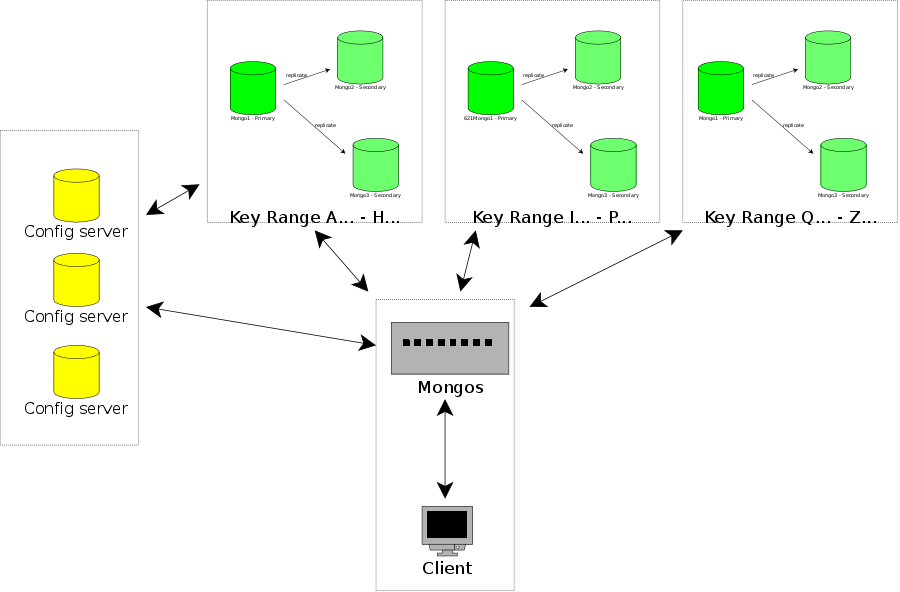 replicate
Mongo2 - Secondary
Mongo1 - Primary
replicate
Mongo3 - Secondary
Key Range A... - H...
replicate
Mongo2 - Secondary
621Mongo1 - Primary
replicate
Mongo3 - Secondary
Key Range I... - P...
replicate
Mongo2 - Secondary
Mongo1 - Primary
replicate
Mongo3 - Secondary
Key Range Q... - Z...
Config server
Config server
Config server
Mongos
Client